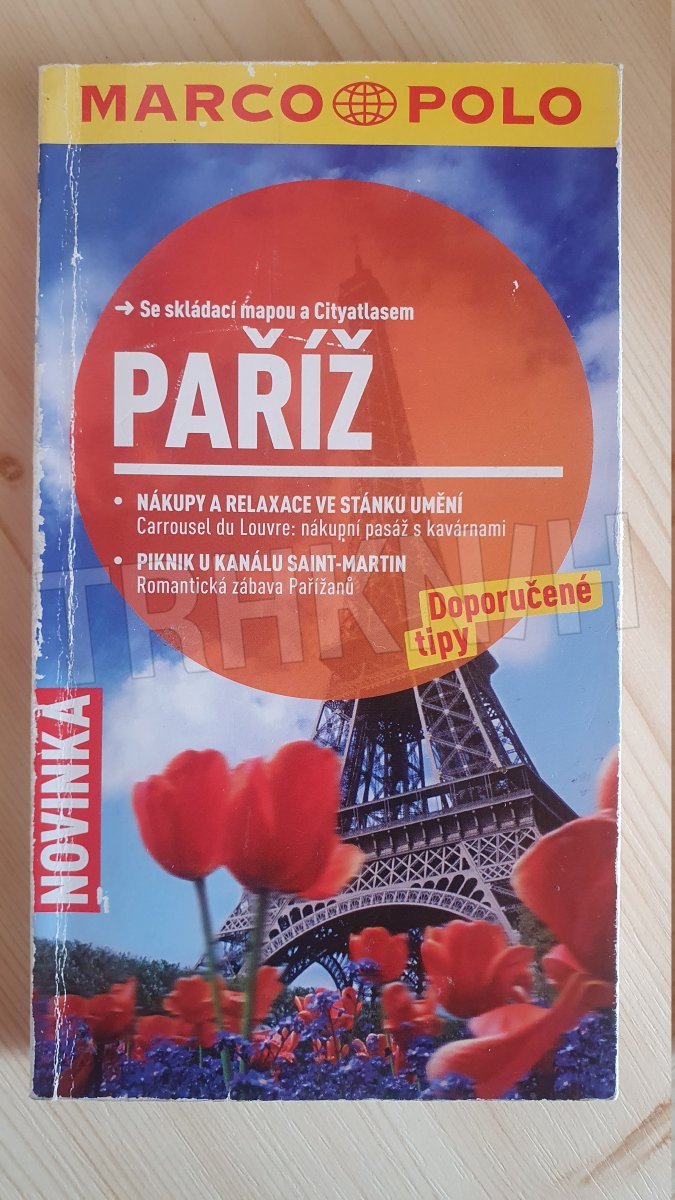 MARCO POLO
→ Se skládací mapou a Cityatlasem
PAŘÍŽ
• NÁKUPY A RELAXACE VE STÁNKU UMĚNÍ
Carrousel du Louvre: nákupní pasáž s kavárnami
• PIKNIK U KANÁLU SAINT-MARTIN
Romantická zábava Pařížanů
Doporučené
tipy
NOVINKA